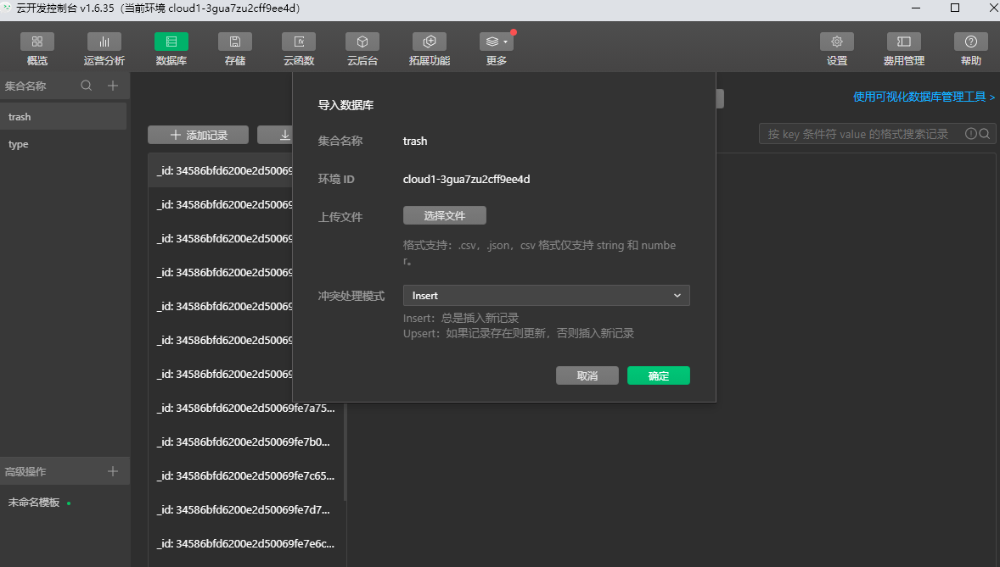 云开发控制台 v1.6.35（当前环境 cloud1-3gua7zu2cff9ee4d）
概览
运营分析
数据库
存储
云函数
云后台
拓展功能
更多
设置
费用管理
帮助
集合名称
trash
type
高级操作
未命名模板
使用可视化数据库管理工具 >
添加记录
按 key 条件符 value 的格式搜索记录
_id: 34586bfd6200e2d50069
_id: 34586bfd6200e2d50069
_id: 34586bfd6200e2d50069
_id: 34586bfd6200e2d50069
_id: 34586bfd6200e2d50069
_id: 34586bfd6200e2d50069
_id: 34586bfd6200e2d50069
_id: 34586bfd6200e2d50069fe7a75...
_id: 34586bfd6200e2d50069fe7b0...
_id: 34586bfd6200e2d50069fe7c65...
_id: 34586bfd6200e2d50069fe7d7...
_id: 34586bfd6200e2d50069fe7e6c...
导入数据库
集合名称 trash
环境 ID cloud1-3gua7zu2cff9ee4d
上传文件 选择文件
格式支持：.csv，.json，csv 格式仅支持 string 和 numbe
r。
冲突处理模式 Insert
Insert：总是插入新记录
Upsert：如果记录存在则更新，否则插入新记录
取消 确定